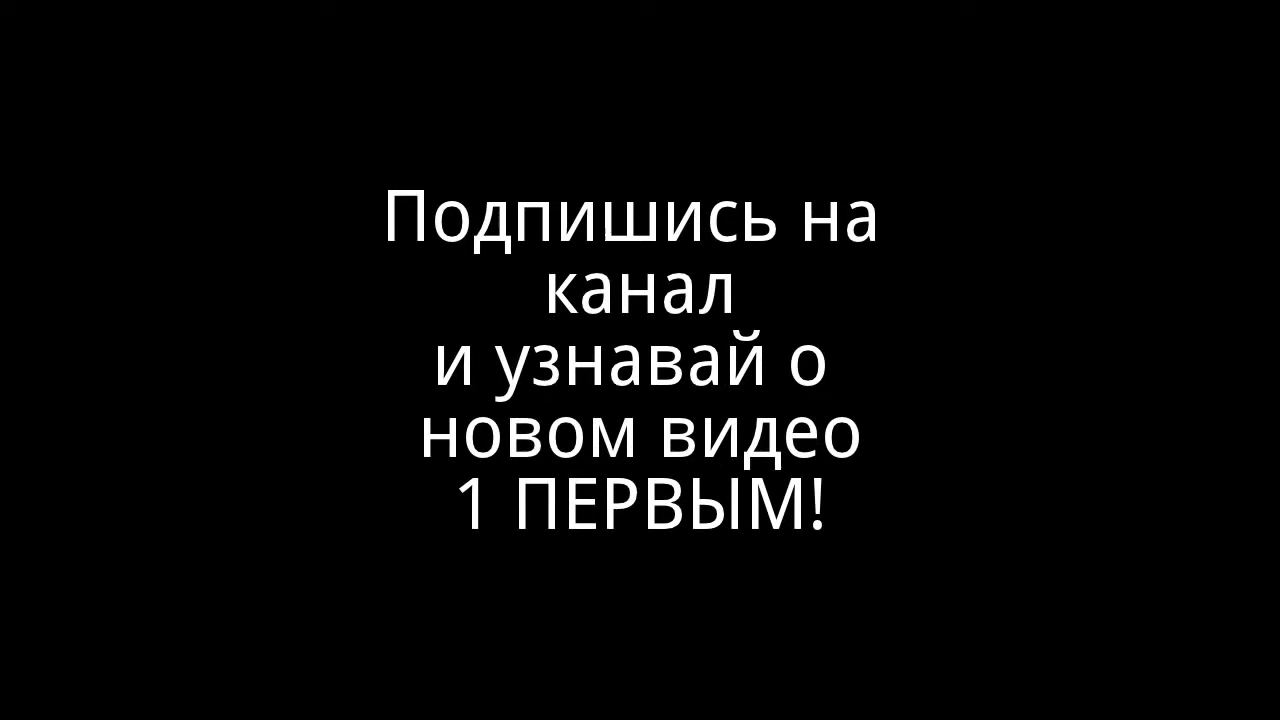 Подпишись на
канал
и узнавай о
новом видео
1 ПЕРВЫМ!